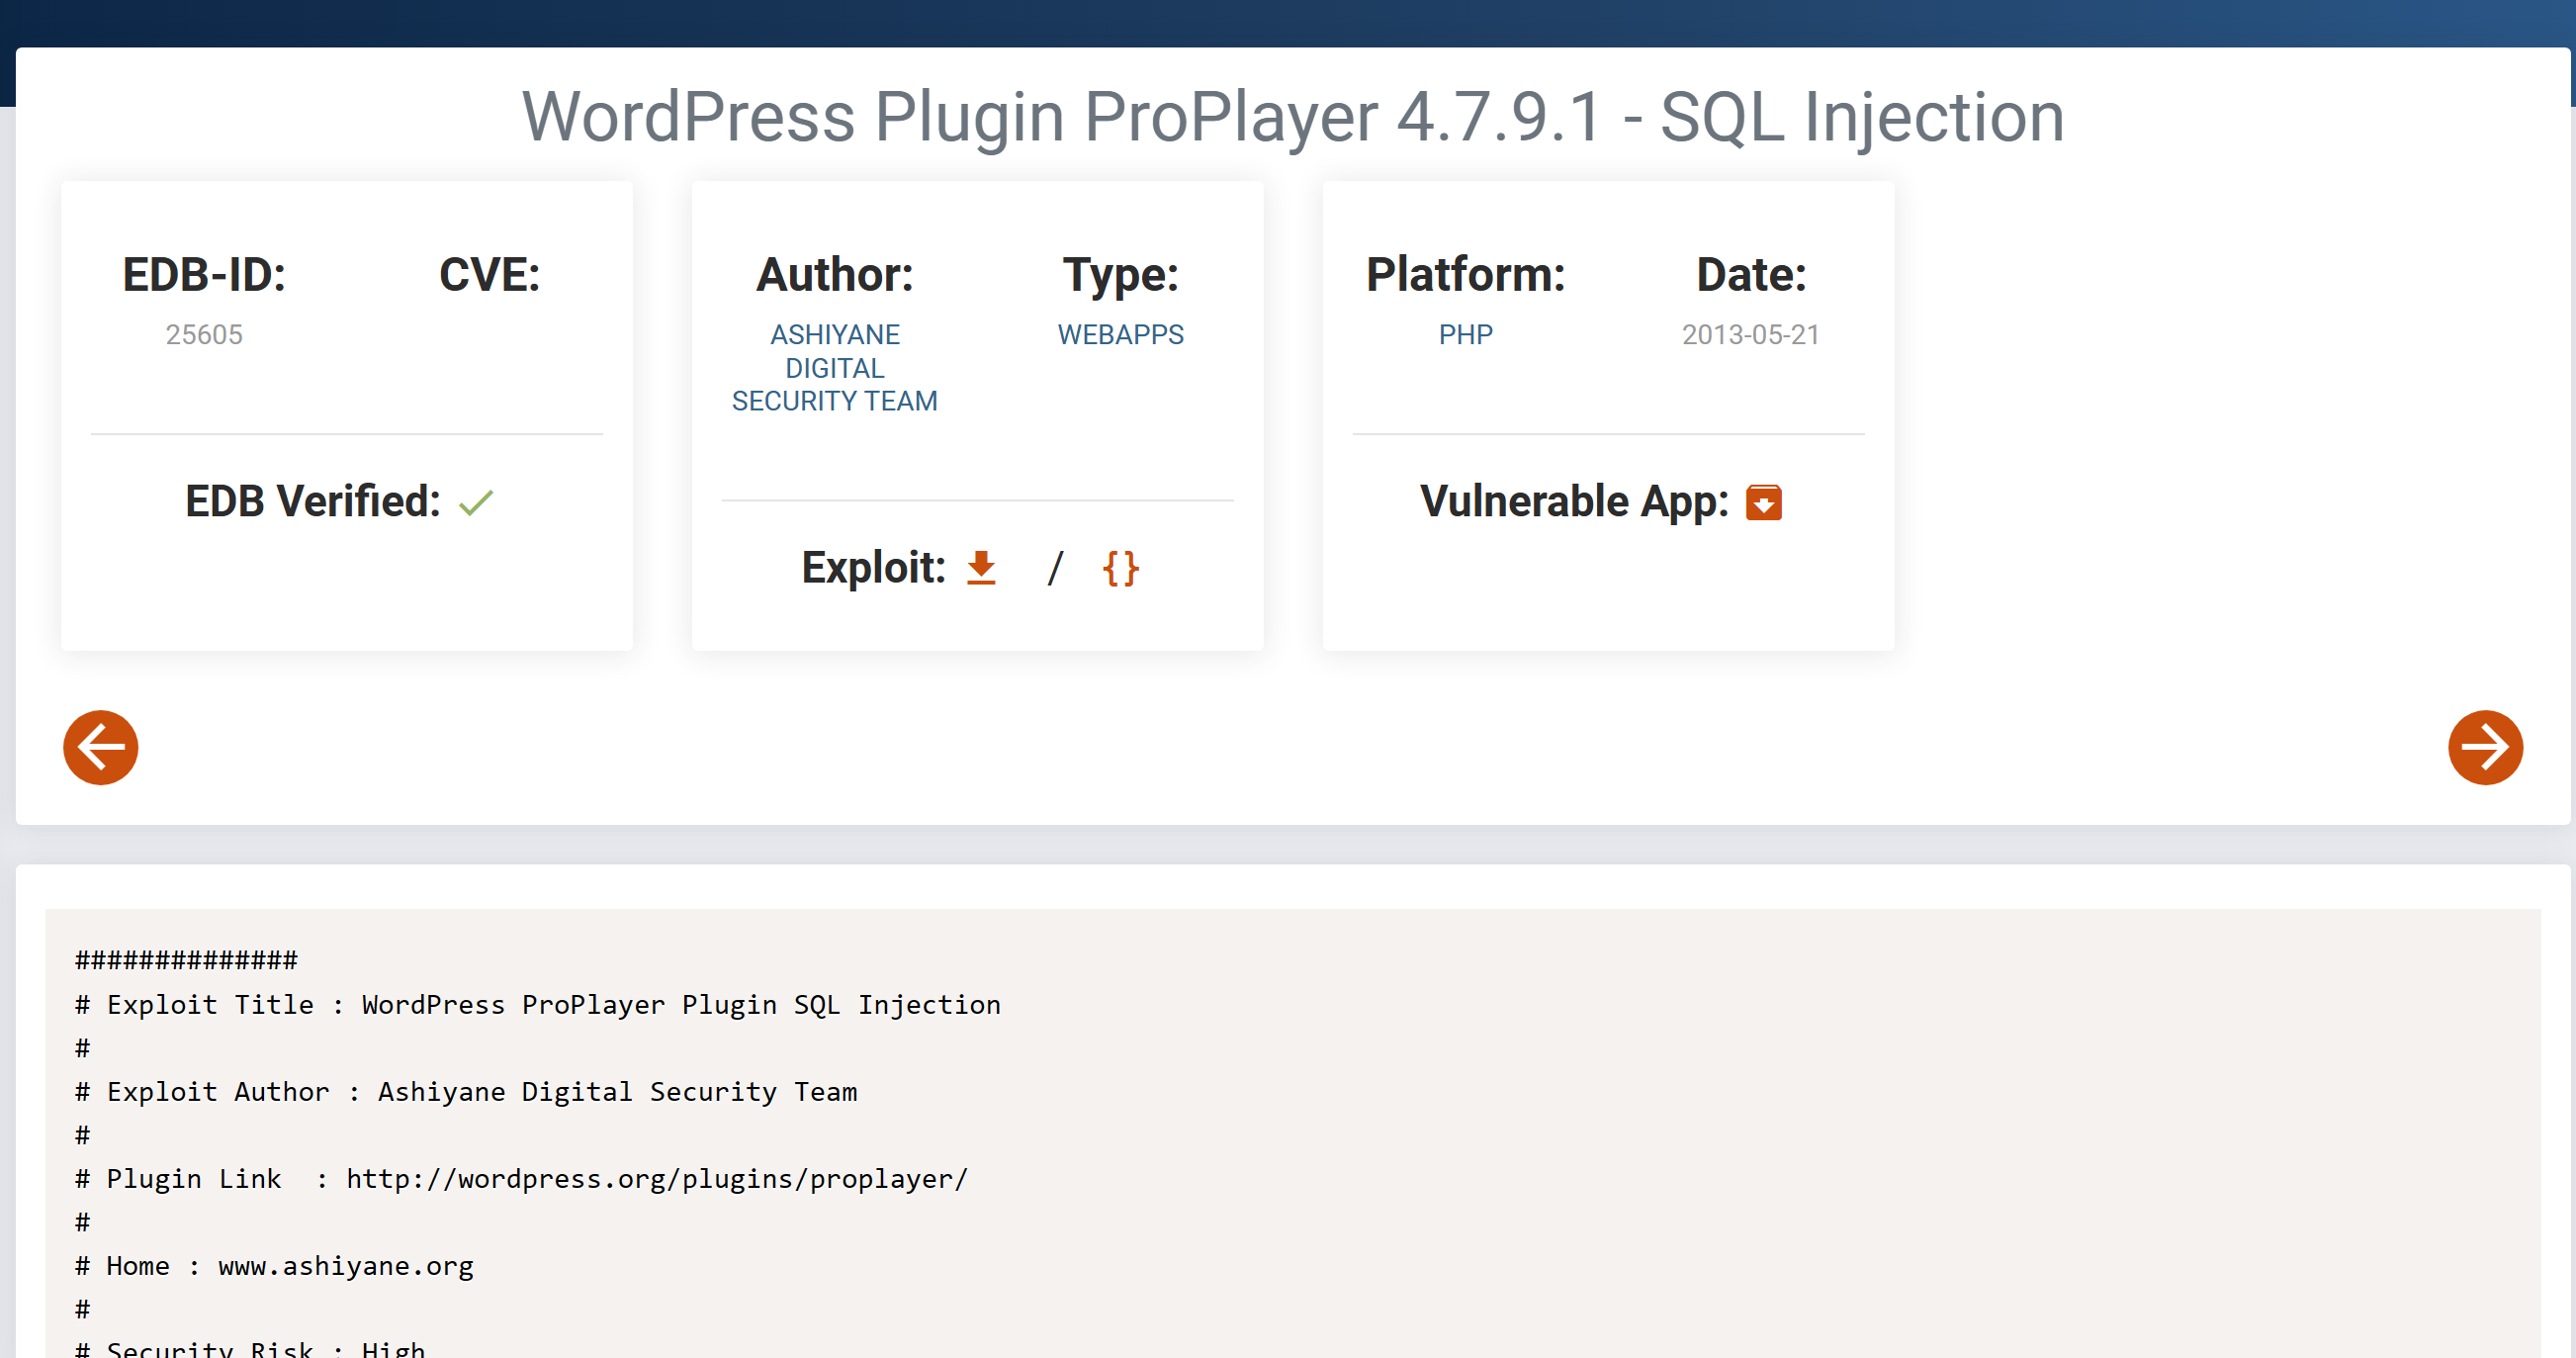 WordPress Plugin ProPlayer 4.7.9.1 - SQL Injection
EDB-ID:
25605
CVE:
EDB Verified:
Author:
ASHIYANE
DIGITAL
SECURITY TEAM
Type:
WEBAPPS
Exploit: / {}
Platform:
PHP
Date:
2013-05-21
Vulnerable App:
##############
# Exploit Title : WordPress ProPlayer Plugin SQL Injection
#
# Exploit Author : Ashiyane Digital Security Team
#
# Plugin Link  : http://wordpress.org/plugins/proplayer/
#
# Home : www.ashiyane.org
#
# Security Risk : High